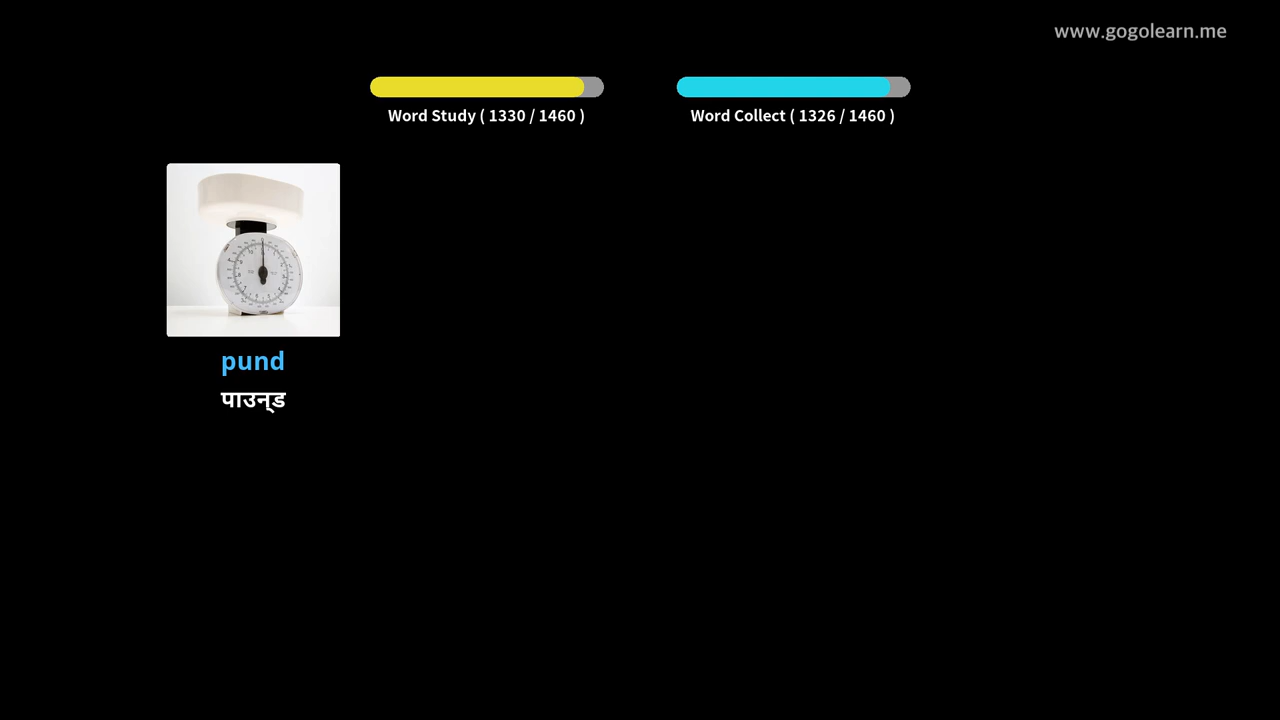 www.gogolearn.me
Word Study ( 1330 / 1460 )
Word Collect ( 1326 / 1460 )
pund
पाउन्ड